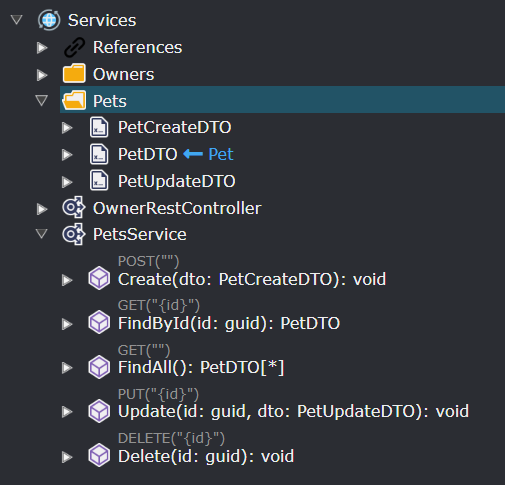 Services
References
Owners
Pets
PetCreateDTO
PetDTO Pet
PetUpdateDTO
OwnerRestController
PetsService
POST("")
Create(dto: PetCreateDTO): void
GET("{id}")
FindById(id: guid): PetDTO
GET("")
FindAll(): PetDTO[*]
PUT("{id}")
Update(id: guid, dto: PetUpdateDTO): void
DELETE("{id}")
Delete(id: guid): void